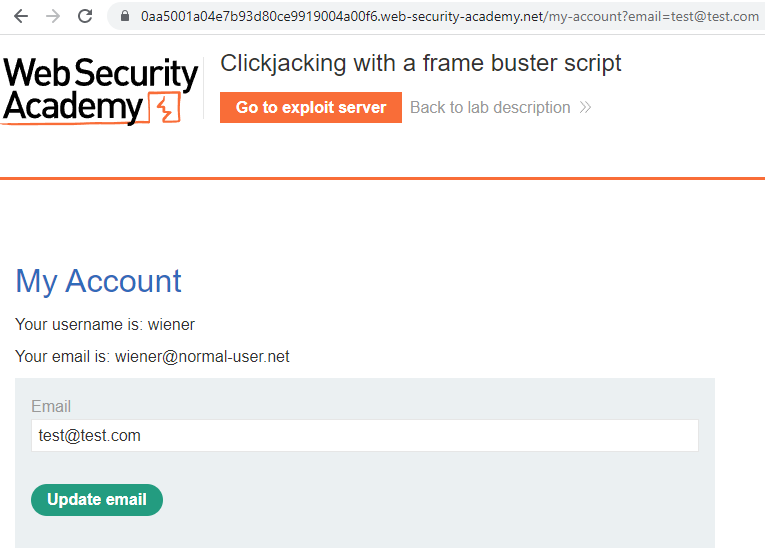 0aa5001a04e7b93d80ce9919004a00f6.web-security-academy.net/my-account?email=test@test.com
Web Security
Academy
Clickjacking with a frame buster script
Go to exploit server
Back to lab description
My Account
Your username is: wiener
Your email is: wiener@normal-user.net
Email
test@test.com
Update email